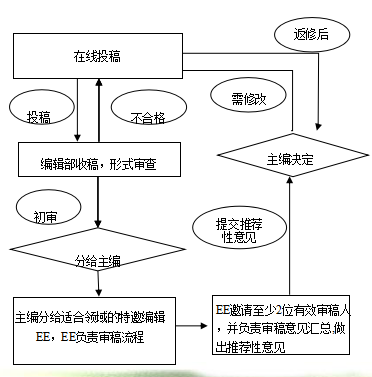 返修后
在线投稿
需修改
投稿
不合格
主编决定
编辑部收稿，形式审查
初审
提交推荐
性意见
分给主编
主编分给适合领域的特邀编辑
EE，EE负责审稿流程
EE邀请至少2位有效审稿人
，并负责审稿意见汇总,做
出推荐性意见